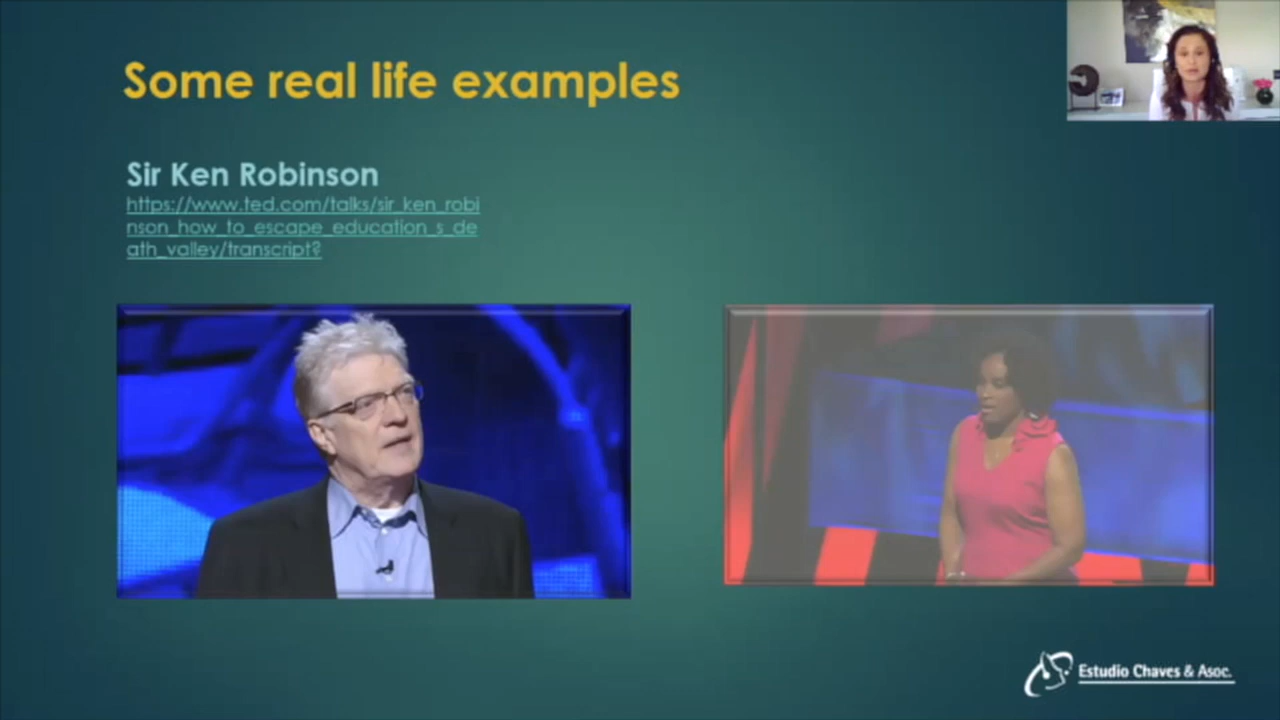 Some real life examples
Sir Ken Robinson
https://www.ted.com/talks/sir_ken_robi
nson_how_to_escape_education_s_de
ath_valley/transcript?
Estudio Chaves & Asoc.